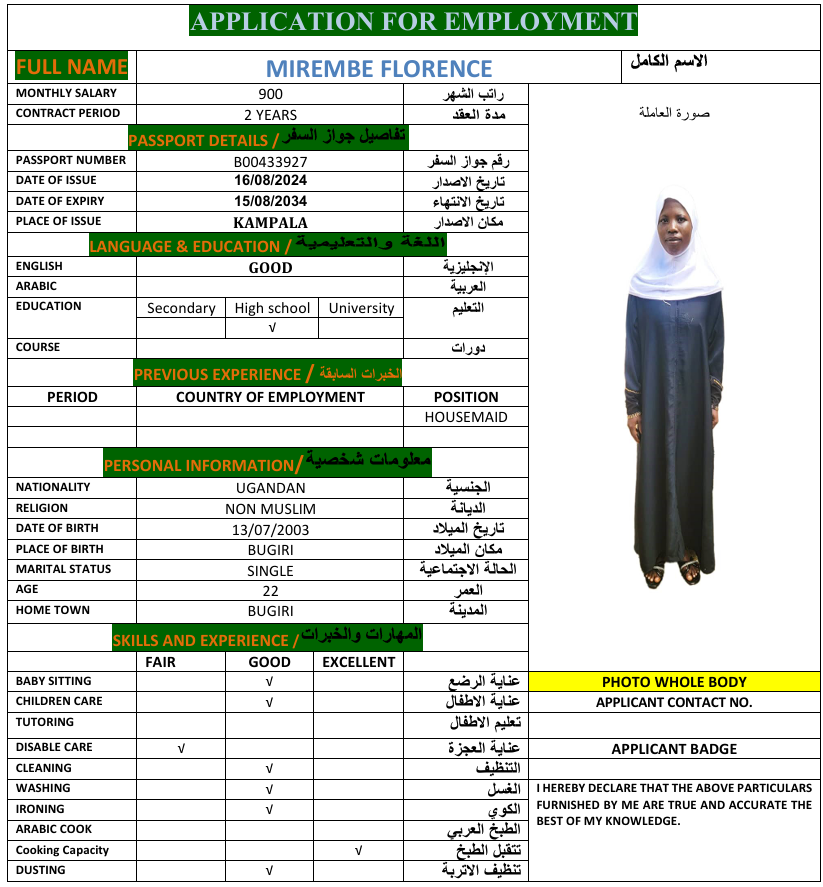 APPLICATION FOR EMPLOYMENT
FULL NAME MIREMBE FLORENCE الاسم الكامل
MONTHLY SALARY 900 راتب الشهر
CONTRACT PERIOD 2 YEARS مدة العقد
صورة العاملة
PASSPORT DETAILS / تفاصيل جواز السفر
PASSPORT NUMBER B00433927 رقم جواز السفر
DATE OF ISSUE 16/08/2024 تاريخ الاصدار
DATE OF EXPIRY 15/08/2034 تاريخ الانتهاء
PLACE OF ISSUE KAMPALA مكان الاصدار
LANGUAGE & EDUCATION / اللغة والتعليمية
ENGLISH GOOD الإنجليزية
ARABIC العربية
EDUCATION Secondary High school University التعليم
√
COURSE دورات
PREVIOUS EXPERIENCE / الخبرات السابقة
PERIOD COUNTRY OF EMPLOYMENT POSITION
HOUSEMAID
PERSONAL INFORMATION/ معلومات شخصية
NATIONALITY UGANDAN الجنسية
RELIGION NON MUSLIM الديانة
DATE OF BIRTH 13/07/2003 تاريخ الميلاد
PLACE OF BIRTH BUGIRI مكان الميلاد
MARITAL STATUS SINGLE الحالة الاجتماعية
AGE 22 العمر
HOME TOWN BUGIRI المدينة
SKILLS AND EXPERIENCE / المهارات والخبرات
FAIR GOOD EXCELLENT
BABY SITTING √ عناية الرضع
CHILDREN CARE √ عناية الاطفال
TUTORING تعليم الاطفال
DISABLE CARE √ عناية العجزة
CLEANING √ التنظيف
WASHING √ الغسل
IRONING √ الكوي
ARABIC COOK الطبخ العربي
Cooking Capacity √ تتقبل الطبخ
DUSTING √ تنظيف الاتربة
PHOTO WHOLE BODY
APPLICANT CONTACT NO.
APPLICANT BADGE
I HEREBY DECLARE THAT THE ABOVE PARTICULARS
FURNISHED BY ME ARE TRUE AND ACCURATE THE
BEST OF MY KNOWLEDGE.